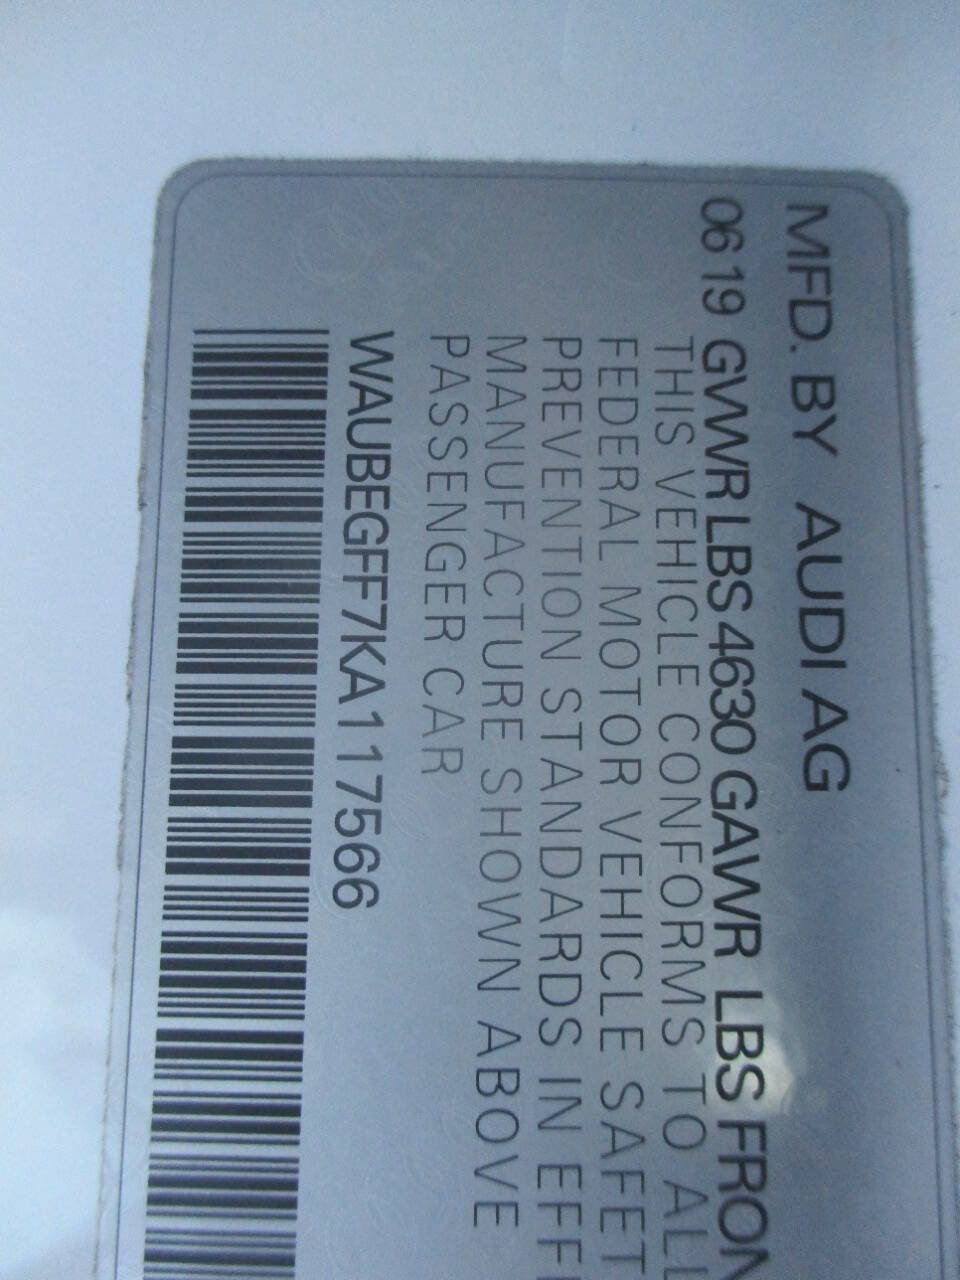 MFD. BY AUDI AG
06 19 GVWR LBS 4630 GAWR LBS FRON
THIS VEHICLE CONFORMS TO ALL
FEDERAL MOTOR VEHICLE SAFET
PREVENTION STANDARDS IN EFF
MANUFACTURE SHOWN ABOVE
PASSENGER CAR
WAUBEGFF7KA117566